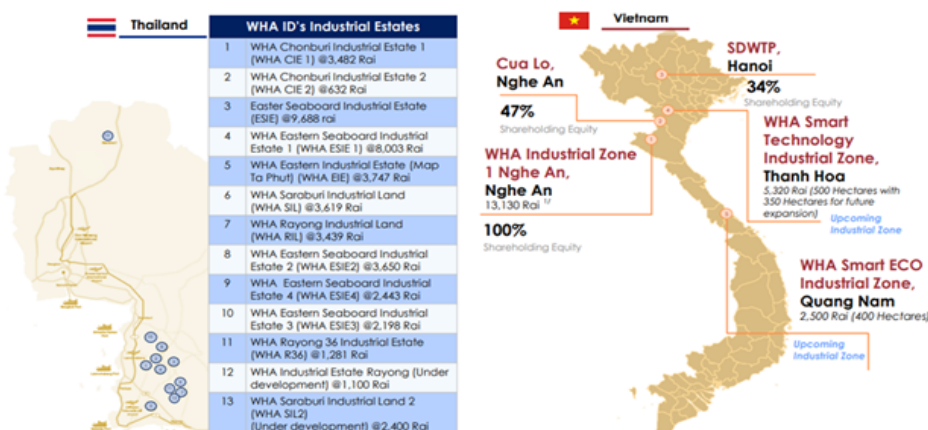 Thailand
WHA ID's Industrial Estates
1 WHA Chonburi Industrial Estate 1
(WHA CIE 1) @3,482 Rai
2 WHA Chonburi Industrial Estate 2
(WHA CIE 2) @632 Rai
3 Easter Seaboard Industrial Estate
(ESIE) @9,688 rai
4 WHA Eastern Seaboard Industrial
Estate 1 (WHA ESIE 1) @8,003 Rai
5 WHA Eastern Industrial Estate (Map
Ta Phut) (WHA EIE) @3,747 Rai
6 WHA Saraburi Industrial Land
(WHA SIL) @3,619 Rai
7 WHA Rayong Industrial Land
(WHA RIL) @3,439 Rai
8 WHA Eastern Seaboard Industrial
Estate 2 (WHA ESIE2) @3,650 Rai
9 WHA Eastern Seaboard Industrial
Estate 4 (WHA ESIE4) @2,443 Rai
10 WHA Eastern Seaboard Industrial
Estate 3 (WHA ESIE3) @2,198 Rai
11 WHA Rayong 36 Industrial Estate
(WHA R36) @1,281 Rai
12 WHA Industrial Estate Rayong (Under
development) @1,100 Rai
13 WHA Saraburi Industrial Land 2
(WHA SIL2)
(Under development) @2,400 Rai
Vietnam
Cua Lo,
Nghe An
47%
Shareholding Equity
WHA Industrial Zone
1 Nghe An,
Nghe An
13,130 Rai
100%
Shareholding Equity
SDWTP,
Hanoi
34%
Shareholding Equity
WHA Smart
Technology
Industrial Zone,
Thanh Hoa
5,320 Rai (500 Hectares with
350 Hectares for future
expansion)
Upcoming
Industrial Zone
WHA Smart ECO
Industrial Zone,
Quang Nam
2,500 Rai (400 Hectares)
Upcoming
Industrial Zone